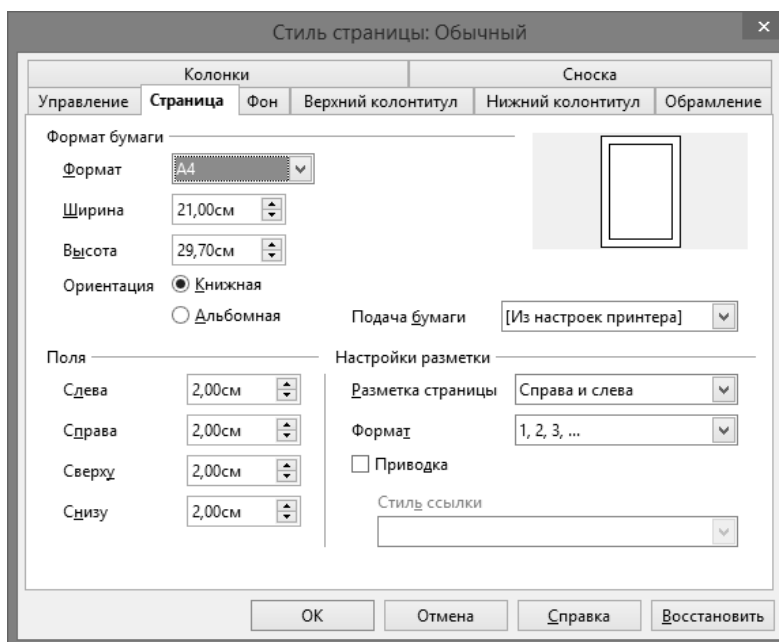 Стиль страницы: Обычный
Колонки Сноска
Управление Страница Фон Верхний колонтитул Нижний колонтитул Обрамление
Формат бумаги
Формат A4
Ширина 21,00см
Высота 29,70см
Ориентация Книжная
Альбомная Подача бумаги [Из настроек принтера]
Поля Настройки разметки
Слева 2,00см Разметка страницы Справа и слева
Справа 2,00см Формат 1, 2, 3, ...
Сверху 2,00см Приводка
Снизу 2,00см Стиль ссылки
ОК Отмена Справка Восстановить